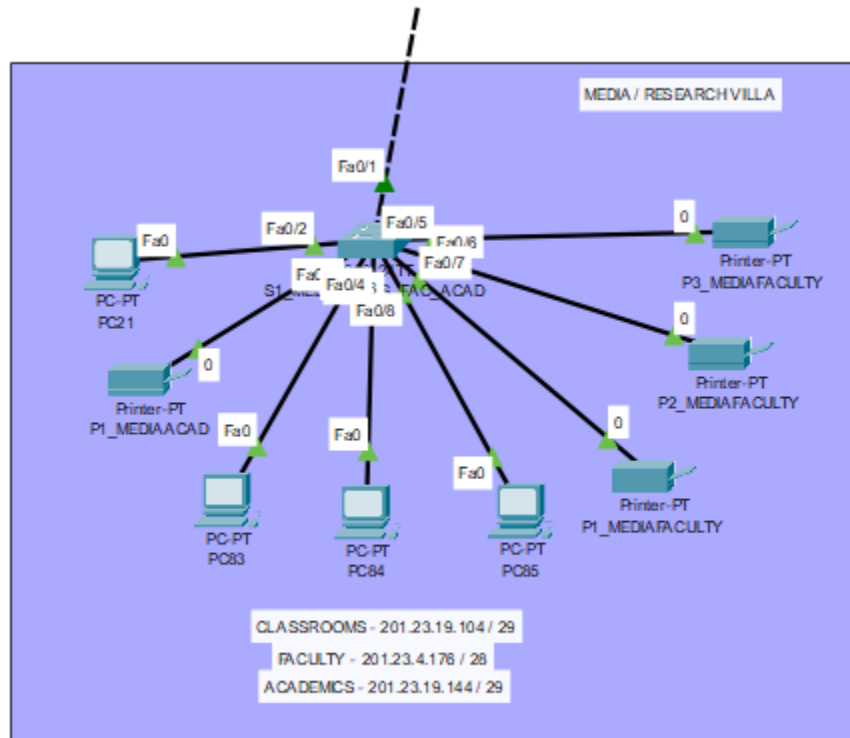 MEDIA / RESEARCH VILLA
Fa0/1
Fa0/5
Fa0/2
Fa0
Fa0/6
0
Fa0/7
Printer-PT
P3_MEDIAFACULTY
Fa0/4
FAC_ACAD
PC-PT
PC21
Fa0/8
0
0
Printer-PT
P2_MEDIAFACULTY
Printer-PT
P1_MEDIAACAD
Fa0
Fa0
0
Fa0
Printer-PT
P1_MEDIAFACULTY
PC-PT
PC83
PC-PT
PC84
PC-PT
PC85
CLASSROOMS - 201.23.19.104 / 29
FACULTY - 201.23.4.176 / 28
ACADEMICS - 201.23.19.144 / 29